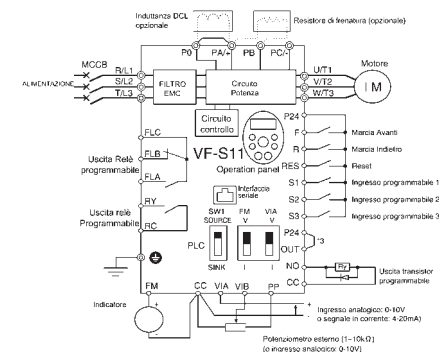 Induttanza DCL
opzionale
Resistore di frenatura (opzionale)
P0 PA/+ PB PC/-
MCCB
Motore
ALIMENTAZIONE
R/L1
S/L2
T/L3
FILTRO
EMC
Circuito
Potenza
U/T1
V/T2
W/T3
I M
Circuito
controllo
P24
FLC
F
Marcia Avanti
FLB
VF-S11
R
Marcia Indietro
Operation panel
RES
Reset
Uscita Relè
programmabile
FLA
S1
Ingresso programmabile 1
Interfaccia
seriale
S2
Ingresso programmabile 2
RY
S3
Ingresso programmabile 3
Uscita relè
Programmabile
SW1 FM VIA
SOURCE V V
RC
P24
*3
PLC
OUT
NO
Ry
Uscita transistor
programmabile
SINK I I
CC
FM CC VIA VIB PP
+
Indicatore
Ingresso analogico: 0-10V
o segnale in corrente: 4-20mA)
-
Potenziometro esterno (1~10kΩ)
(o ingresso analogico: 0-10V)